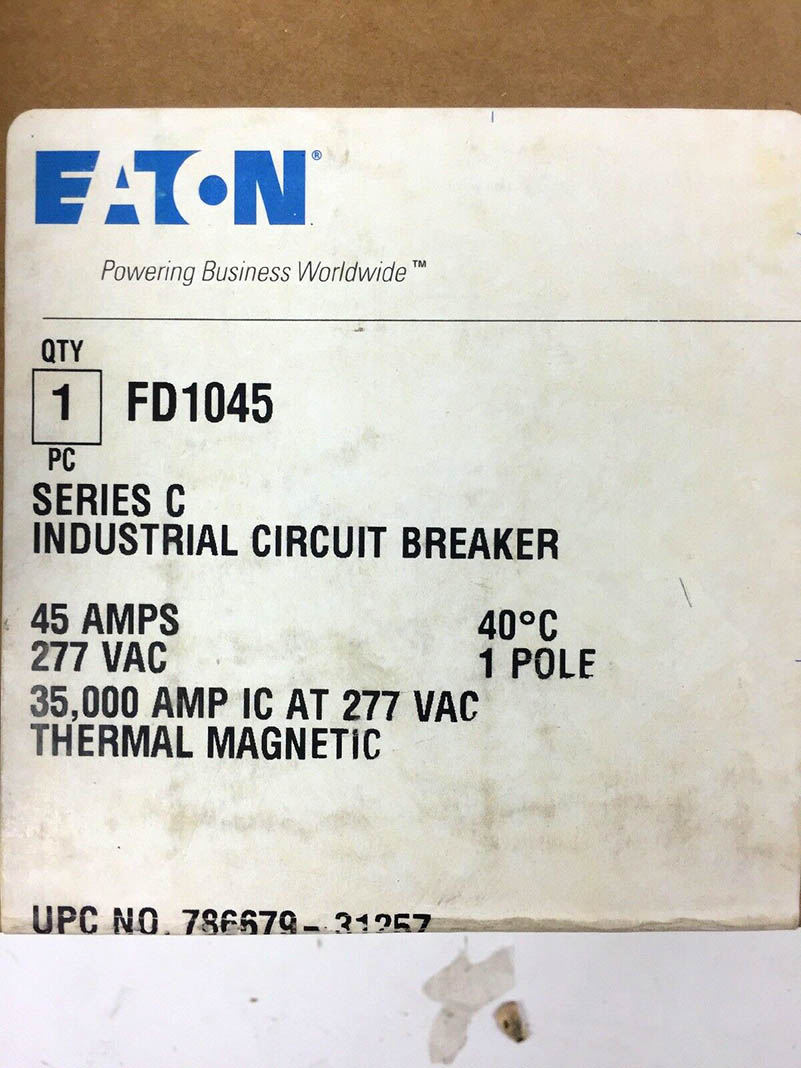 EATON®
Powering Business Worldwide™
QTY
1 FD1045
PC
SERIES C
INDUSTRIAL CIRCUIT BREAKER
45 AMPS 40°C
277 VAC 1 POLE
35,000 AMP IC AT 277 VAC
THERMAL MAGNETIC
UPC NO. 786679-31257